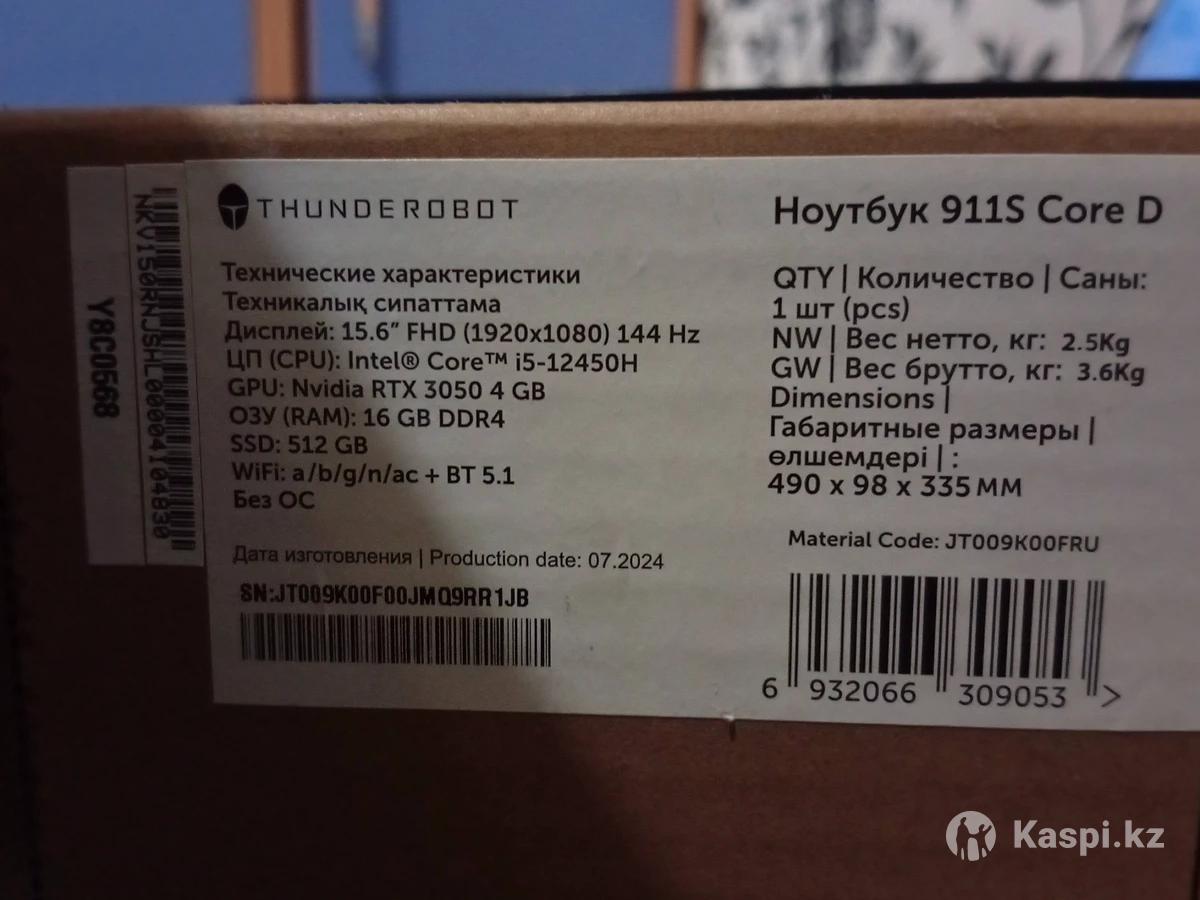 Y8C0568
NKV150RNJSHL00004104830
THUNDEROBOT
Технические характеристики
Техникалық сипаттама
Дисплей: 15.6” FHD (1920x1080) 144 Hz
ЦП (CPU): Intel® Core™ i5-12450H
GPU: Nvidia RTX 3050 4 GB
ОЗУ (RAM): 16 GB DDR4
SSD: 512 GB
WiFi: a/b/g/n/ac + BT 5.1
Без ОС
Дата изготовления | Production date: 07.2024
SN:JT009K00F00JMQ9RR1JB
Ноутбук 911S Core D
QTY | Количество | Саны:
1 шт (pcs)
NW | Вес нетто, кг: 2.5Kg
GW | Вес брутто, кг: 3.6Kg
Dimensions |
Габаритные размеры |
өлшемдері | :
490 x 98 x 335 мм
Material Code: JT009K00FRU
6 932066 309053 >
Kaspi.kz